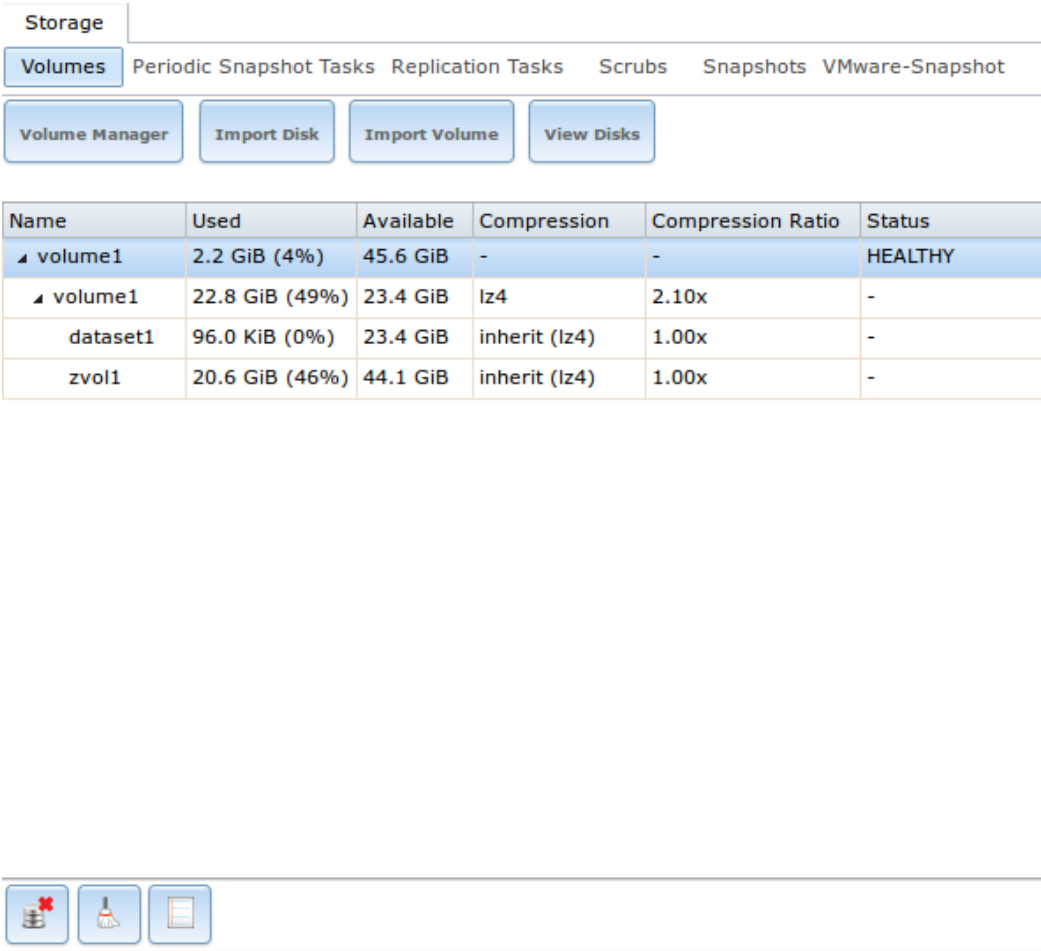 Storage
Volumes Periodic Snapshot Tasks Replication Tasks Scrubs Snapshots VMware-Snapshot
Volume Manager Import Disk Import Volume View Disks
Name Used Available Compression Compression Ratio Status
volume1 2.2 GiB (4%) 45.6 GiB - - HEALTHY
volume1 22.8 GiB (49%) 23.4 GiB lz4 2.10x -
dataset1 96.0 KiB (0%) 23.4 GiB inherit (lz4) 1.00x -
zvol1 20.6 GiB (46%) 44.1 GiB inherit (lz4) 1.00x -